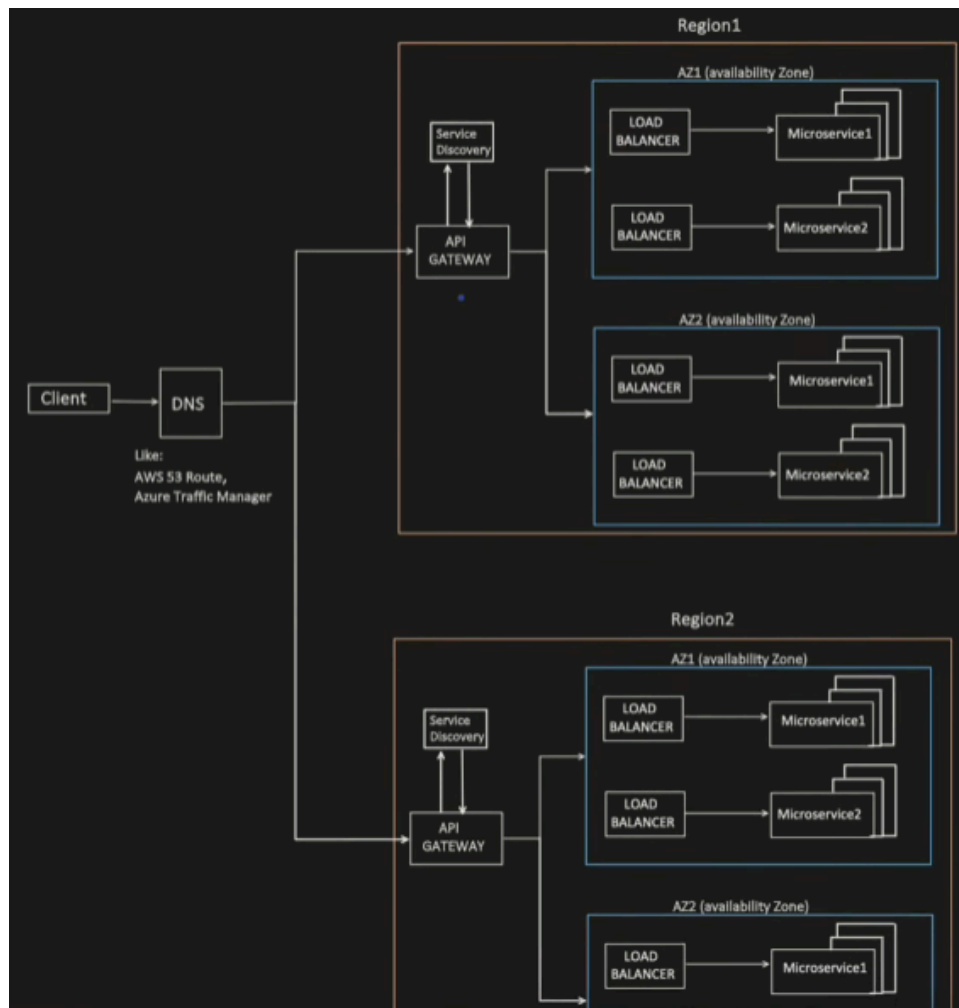 Region1
AZ1 (availability Zone)
LOAD
BALANCER
Microservice1
Service
Discovery
LOAD
BALANCER
Microservice2
API
GATEWAY
AZ2 (availability Zone)
LOAD
BALANCER
Microservice1
Client
DNS
LOAD
BALANCER
Microservice2
Like:
AWS 53 Route,
Azure Traffic Manager
Region2
AZ1 (availability Zone)
LOAD
BALANCER
Microservice1
Service
Discovery
LOAD
BALANCER
Microservice2
API
GATEWAY
AZ2 (availability Zone)
LOAD
BALANCER
Microservice1